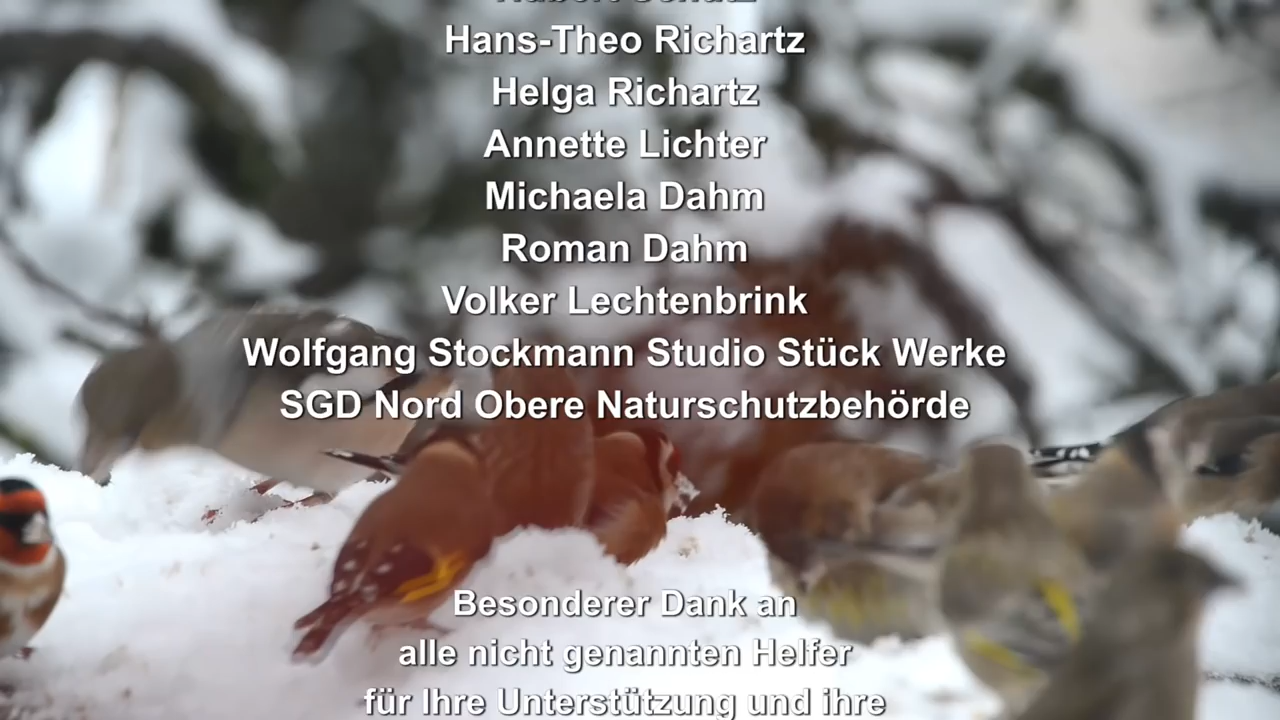 Hans-Theo Richartz
Helga Richartz
Annette Lichter
Michaela Dahm
Roman Dahm
Volker Lechtenbrink
Wolfgang Stockmann Studio Stück Werke
SGD Nord Obere Naturschutzbehörde
Besonderer Dank an
alle nicht genannten Helfer
für Ihre Unterstützung und ihre